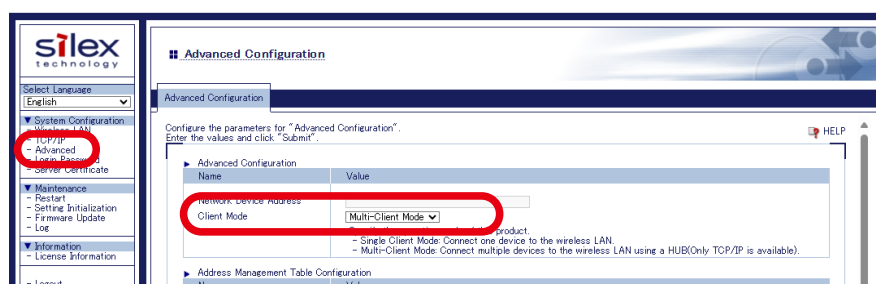 silex
technology
Select Language
English
▼ System Configuration
- Wireless LAN
- TCP/IP
- Advanced
- Login Password
- Server Certificate
▼ Maintenance
- Restart
- Setting Initialization
- Firmware Update
- Log
▼ Information
- License Information
- Logout
Advanced Configuration
Advanced Configuration
Configure the parameters for "Advanced Configuration".
Enter the values and click "Submit".
HELP
▶ Advanced Configuration
Name Value
Network Device Address
Client Mode Multi-Client Mode
product.
- Single Client Mode: Connect one device to the wireless LAN.
- Multi-Client Mode: Connect multiple devices to the wireless LAN using a HUB(Only TCP/IP is available).
▶ Address Management Table Configuration
Name Value